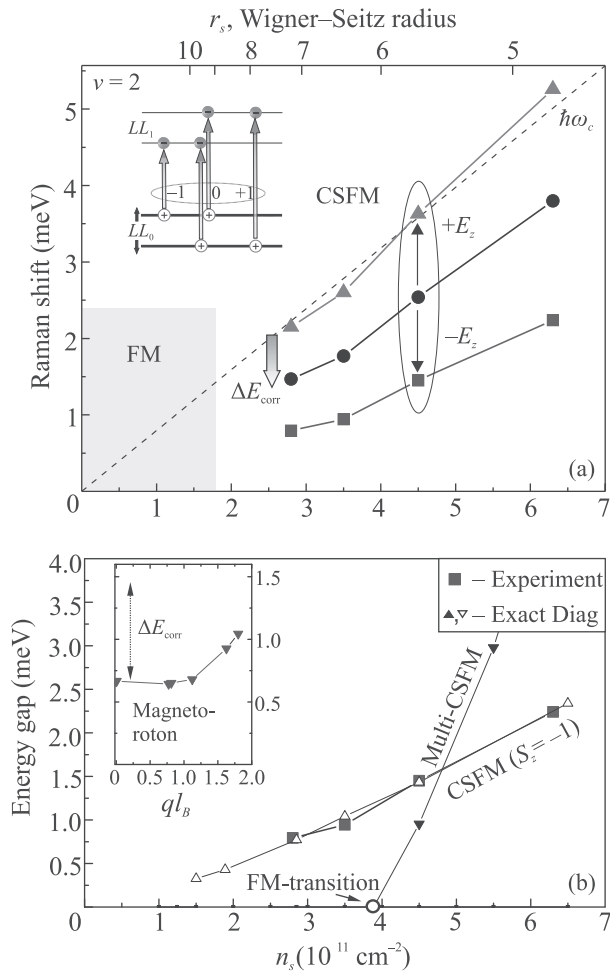 r_s, Wigner–Seitz radius
10 8 7 6 5
ν = 2
5
4
3
2
1
0 1 2 3 4 5 6 7
Raman shift (meV)
LL₁
LL₀
–1 0 +1
CSFM
ħω_c
+E_z
–E_z
FM
ΔE_corr
(a)
4.0
3.5
3.0
2.5
2.0
1.5
1.0
0.5
Energy gap (meV)
1.5
1.0
0.5
0 0.5 1.0 1.5 2.0
ql_B
ΔE_corr
Magneto-
roton
– Experiment
– Exact Diag
Multi-CSFM
CSFM (S_z = –1)
FM-transition
(b)
0 1 2 3 4 5 6 7
n_s (10 ¹¹ cm⁻²)